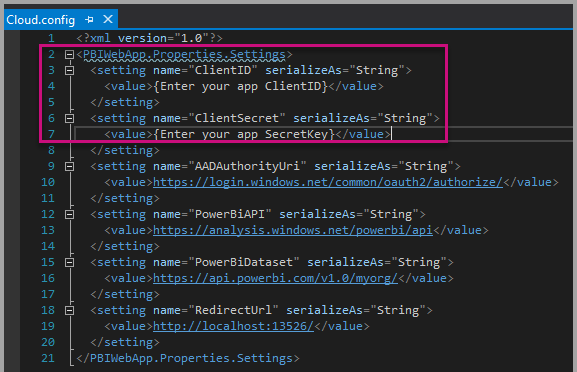 Cloud.config
1 <?xml version="1.0"?>
2 <PBIWebApp.Properties.Settings>
3 <setting name="ClientID" serializeAs="String">
4 <value>{Enter your app ClientID}</value>
5 </setting>
6 <setting name="ClientSecret" serializeAs="String">
7 <value>{Enter your app SecretKey}</value>
8 </setting>
9 <setting name="AADAuthorityUri" serializeAs="String">
10 <value>https://login.windows.net/common/oauth2/authorize/</value>
11 </setting>
12 <setting name="PowerBiAPI" serializeAs="String">
13 <value>https://analysis.windows.net/powerbi/api</value>
14 </setting>
15 <setting name="PowerBiDataset" serializeAs="String">
16 <value>https://api.powerbi.com/v1.0/myorg/</value>
17 </setting>
18 <setting name="RedirectUrl" serializeAs="String">
19 <value>http://localhost:13526/</value>
20 </setting>
21 </PBIWebApp.Properties.Settings>